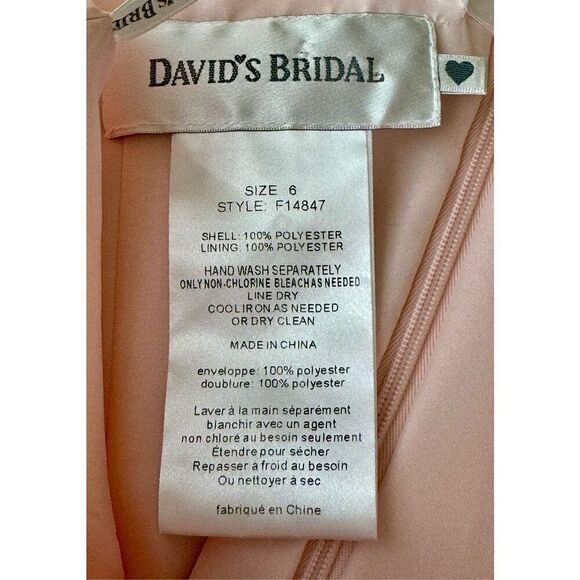 'S BRI
DAVID'S BRIDAL
SIZE 6
STYLE: F14847
SHELL: 100% POLYESTER
LINING: 100% POLYESTER
HAND WASH SEPARATELY
ONLY NON-CHLORINE BLEACH AS NEEDED
LINE DRY
COOL IRON AS NEEDED
OR DRY CLEAN
MADE IN CHINA
enveloppe: 100% polyester
doublure: 100% polyester
Laver à la main séparément
blanchir avec un agent
non chloré au besoin seulement
Étendre pour sécher
Repasser à froid au besoin
Ou nettoyer à sec
fabriqué en Chine